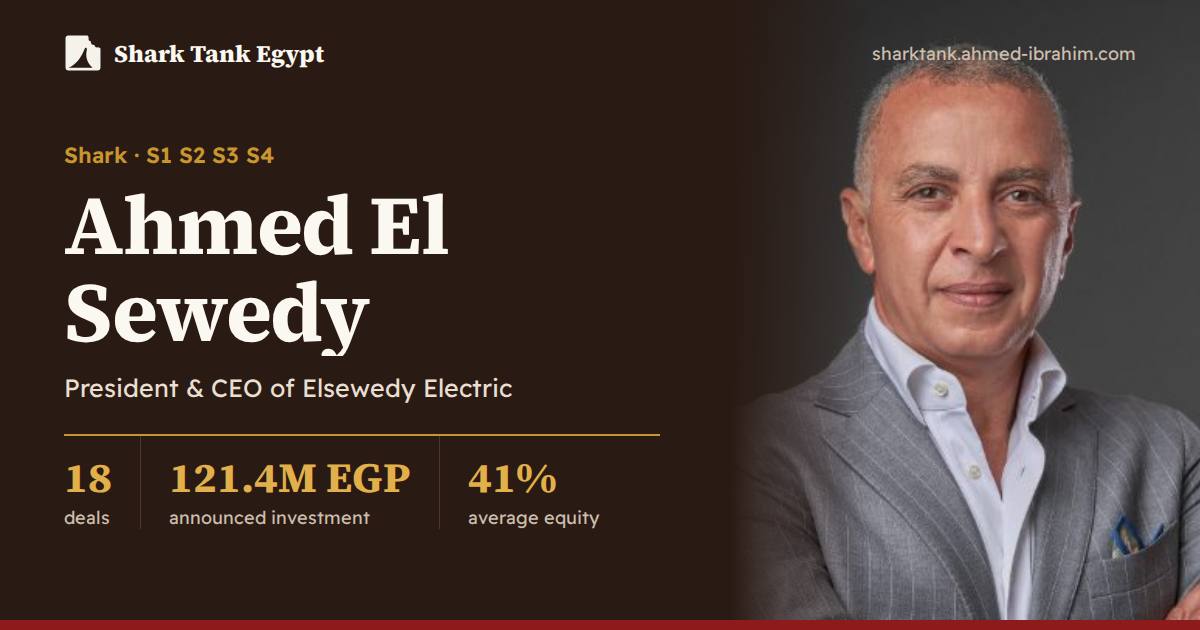 Shark Tank Egypt
sharktank.ahmed-ibrahim.com
Shark · S1 S2 S3 S4
Ahmed El
Sewedy
President & CEO of Elsewedy Electric
18
deals
121.4M EGP
announced investment
41%
average equity